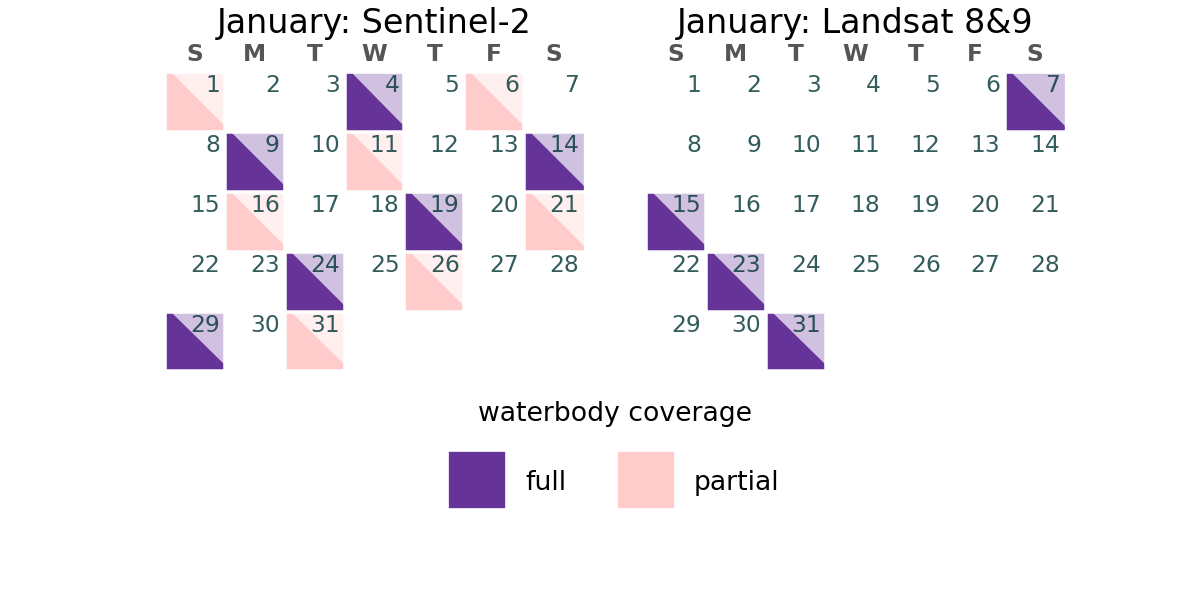 January: Sentinel-2
S M T W T F S
1 2 3 4 5 6 7
8 9 10 11 12 13 14
15 16 17 18 19 20 21
22 23 24 25 26 27 28
29 30 31
January: Landsat 8&9
S M T W T F S
1 2 3 4 5 6 7
8 9 10 11 12 13 14
15 16 17 18 19 20 21
22 23 24 25 26 27 28
29 30 31
waterbody coverage
full partial